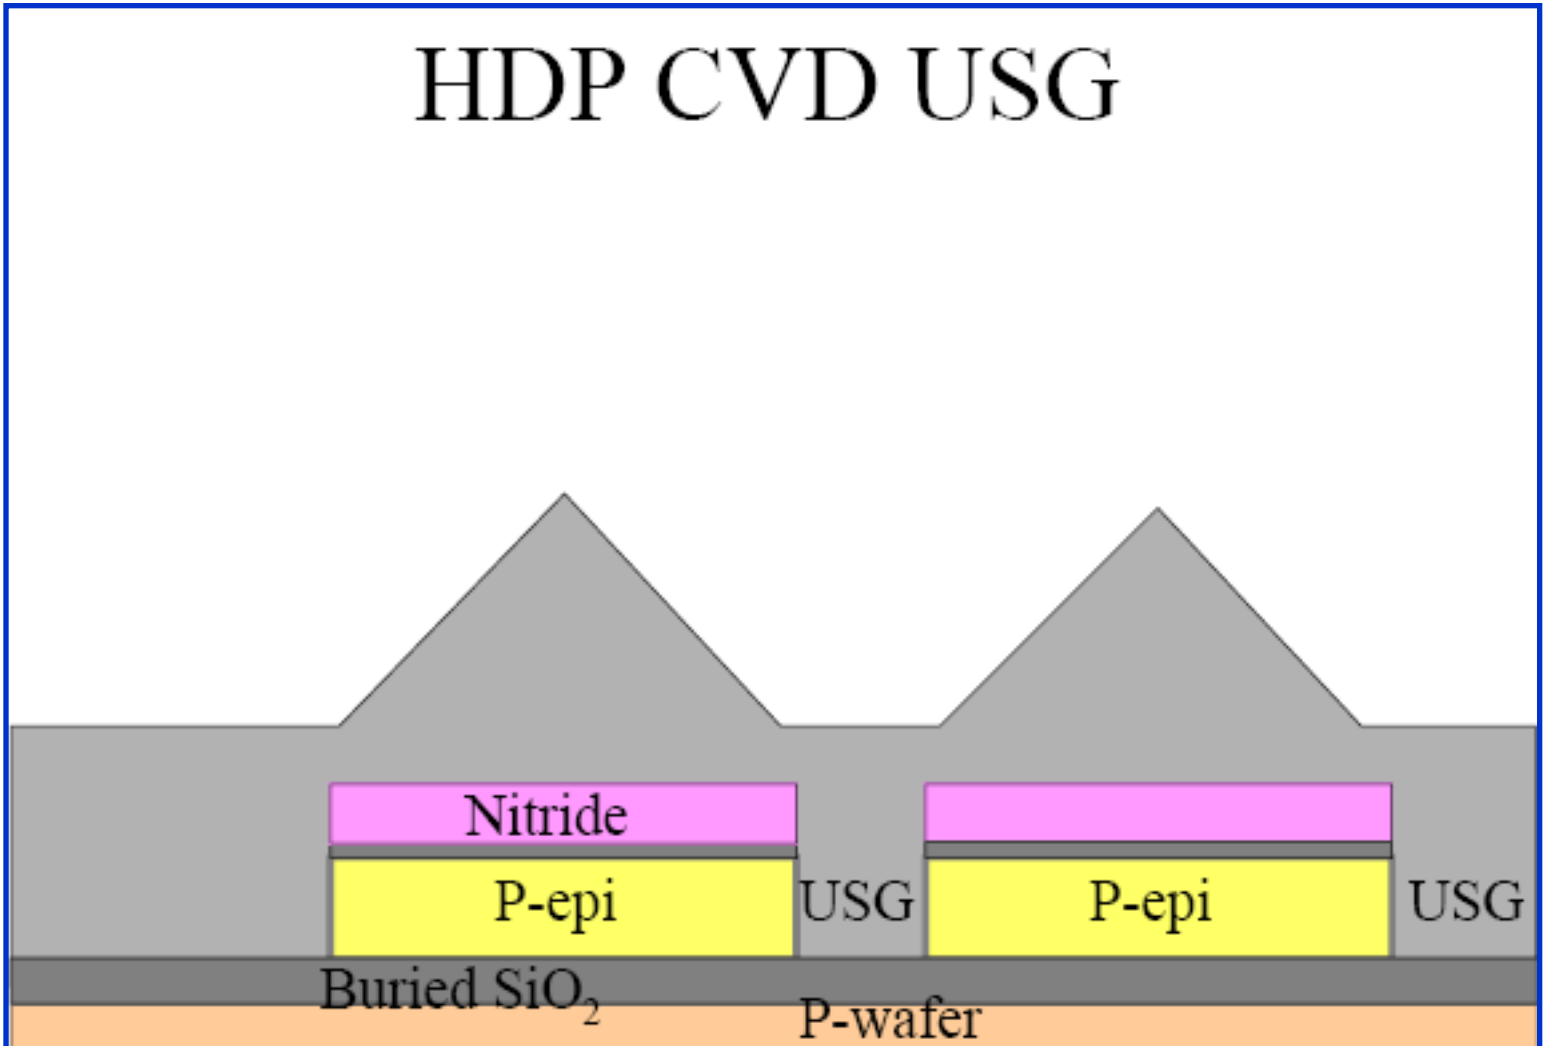 HDP CVD USG
Nitride
P-epi
USG
P-epi
USG
Buried SiO₂
P-wafer